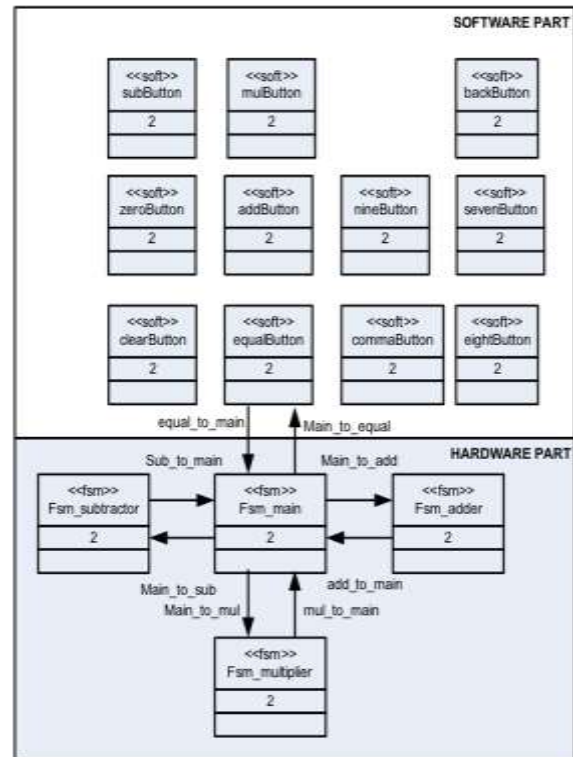 SOFTWARE PART
<<soft>>
subButton
2
<<soft>>
mulButton
2
<<soft>>
backButton
2
<<soft>>
zeroButton
2
<<soft>>
addButton
2
<<soft>>
nineButton
2
<<soft>>
sevenButton
2
<<soft>>
clearButton
2
<<soft>>
equalButton
2
<<soft>>
commaButton
2
<<soft>>
eightButton
2
equal_to_main
Main_to_equal
HARDWARE PART
Sub_to_main
Main_to_add
<<fsm>>
Fsm_subtractor
2
<<fsm>>
Fsm_main
2
<<fsm>>
Fsm_adder
2
Main_to_sub
add_to_main
Main_to_mul
mul_to_main
<<fsm>>
Fsm_multiplier
2